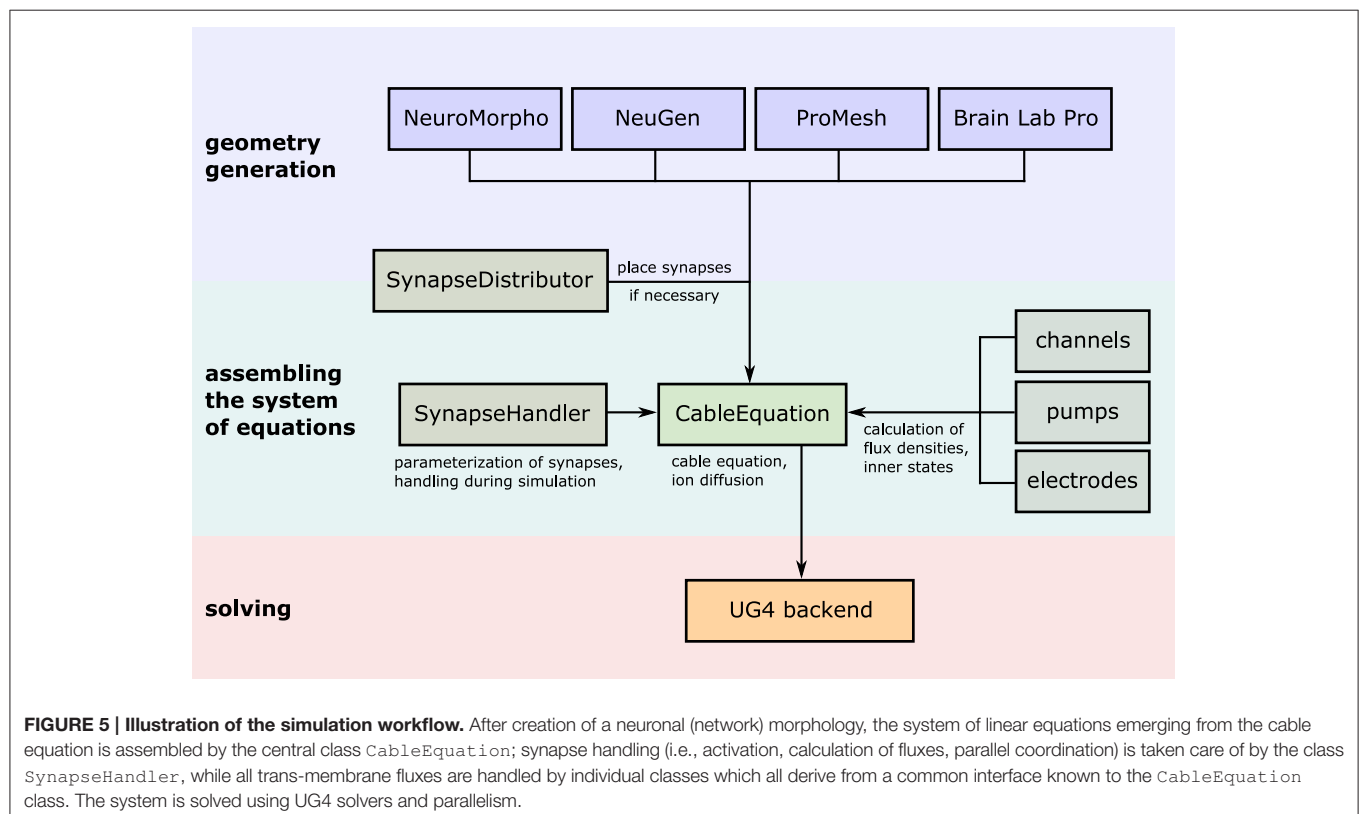 NeuroMorpho
NeuGen
ProMesh
Brain Lab Pro
geometry
generation
SynapseDistributor
place synapses
if necessary
channels
assembling
the system
of equations
SynapseHandler
CableEquation
pumps
calculation of
flux densities,
inner states
parameterization of synapses,
handling during simulation
cable equation,
ion diffusion
electrodes
solving
UG4 backend
FIGURE 5 | Illustration of the simulation workflow. After creation of a neuronal (network) morphology, the system of linear equations emerging from the cable
equation is assembled by the central class CableEquation; synapse handling (i.e., activation, calculation of fluxes, parallel coordination) is taken care of by the class
SynapseHandler, while all trans-membrane fluxes are handled by individual classes which all derive from a common interface known to the CableEquation
class. The system is solved using UG4 solvers and parallelism.